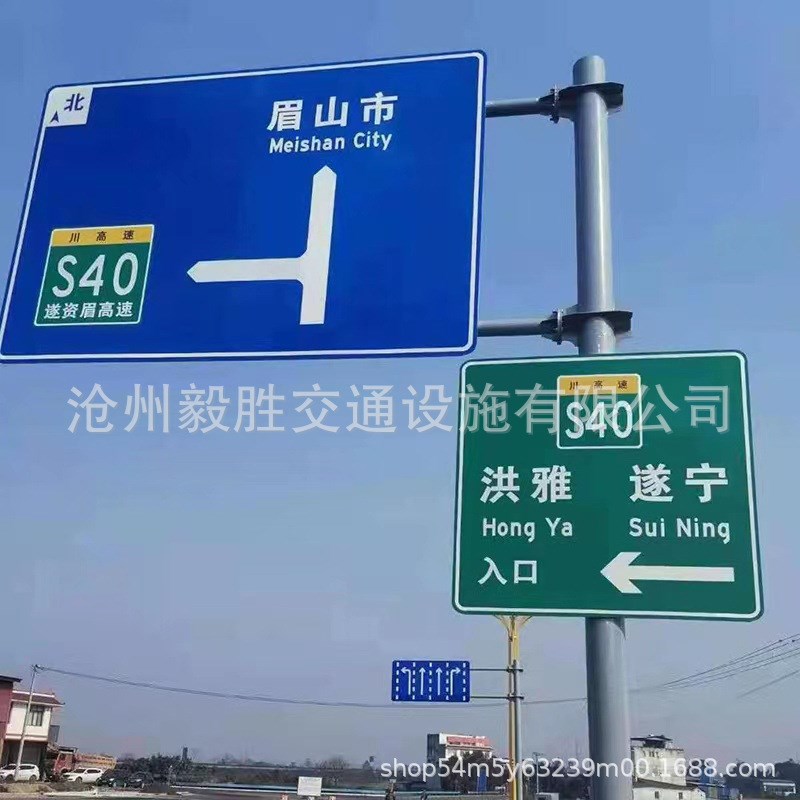 北
眉山市
Meishan City
川高速
S40
遂资眉高速
沧州毅胜交通设施有限公司
川高速
S40
洪雅 遂宁
Hong Ya Sui Ning
入口
shop54m5y63239m00.1688.com